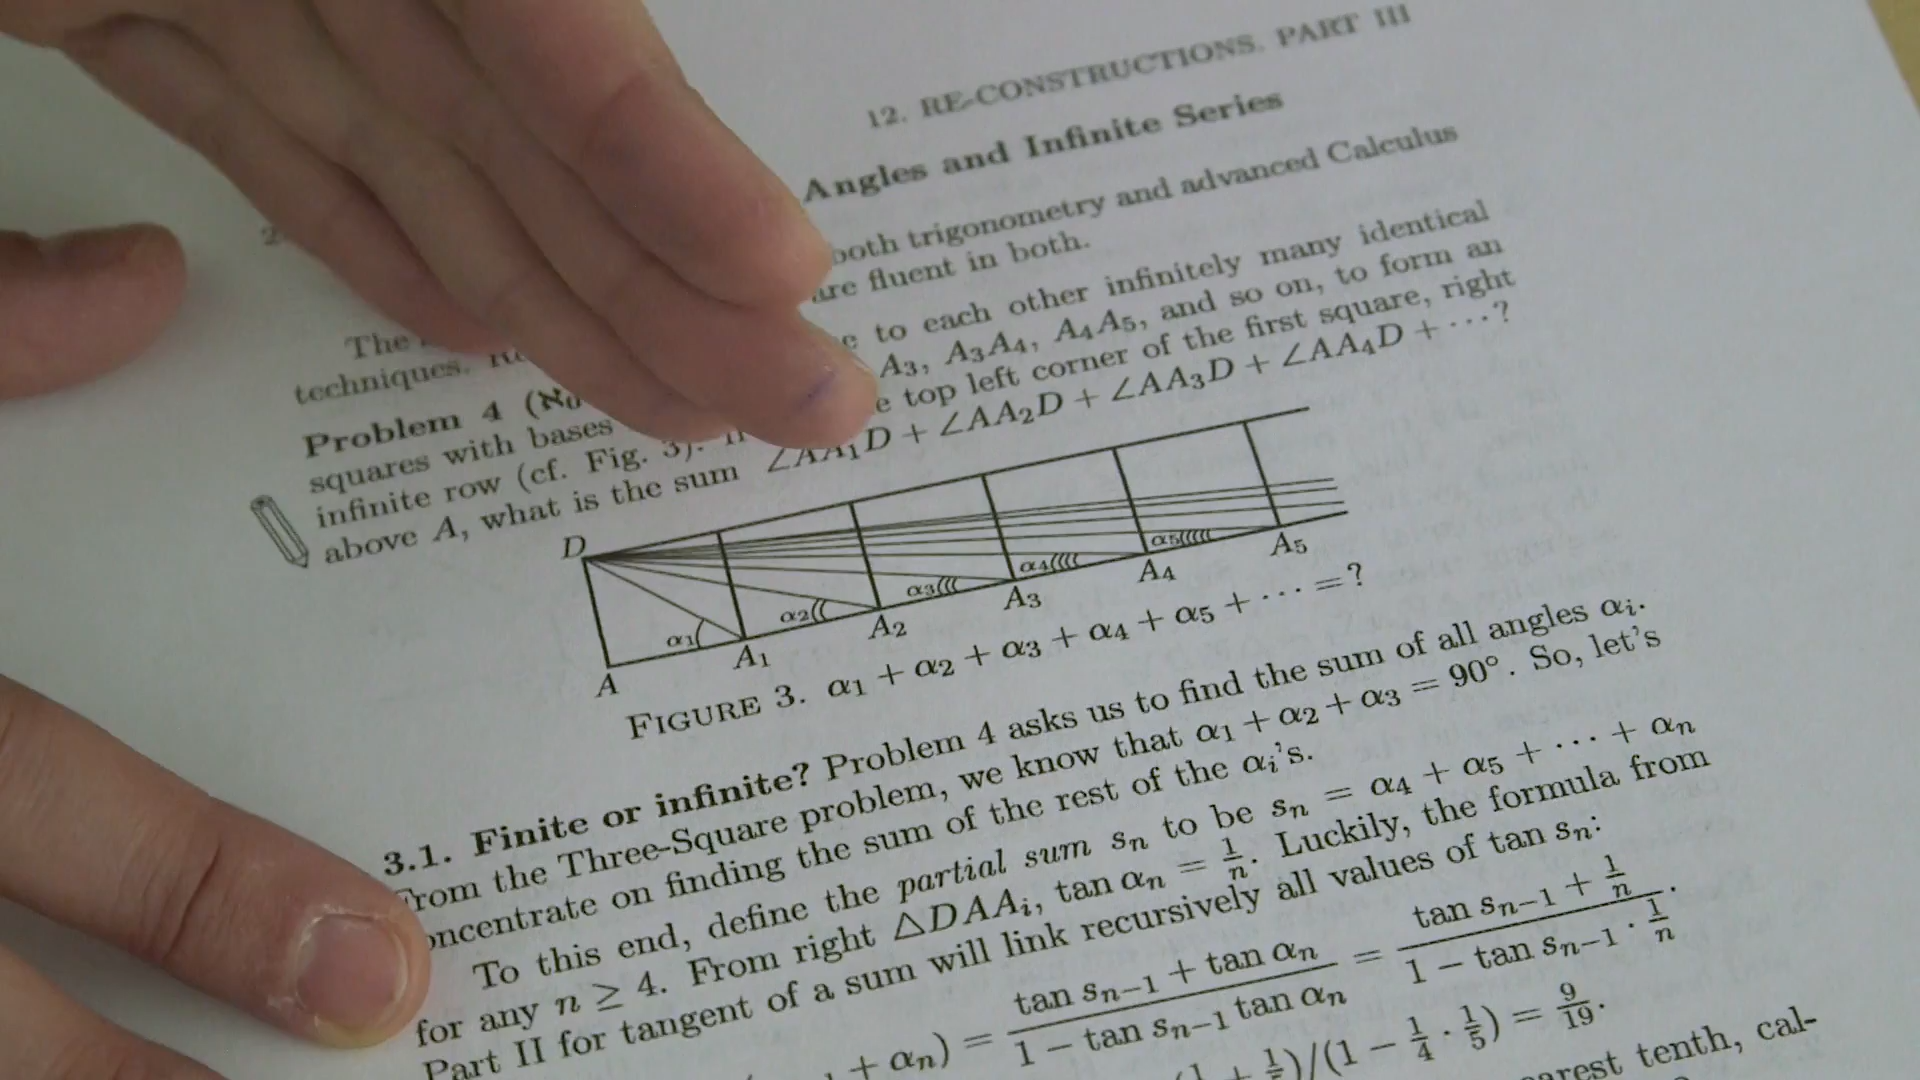 12. RE-CONSTRUCTIONS. PART III
Angles and Infinite Series
both trigonometry and advanced Calculus
The are fluent in both.
techniques.
Problem 4 to each other infinitely many identical
squares with bases A₃, A₃A₄, A₄A₅, and so on, to form an
infinite row (cf. Fig. 3). top left corner of the first square, right
above A, what is the sum ∠AA₁D + ∠AA₂D + ∠AA₃D + ∠AA₄D + ···?
D
α₁ α₂ α₃ α₄ α₅
A A₁ A₂ A₃ A₄ A₅
FIGURE 3. α₁ + α₂ + α₃ + α₄ + α₅ + ··· = ?
3.1. Finite or infinite? Problem 4 asks us to find the sum of all angles αᵢ.
From the Three-Square problem, we know that α₁ + α₂ + α₃ = 90°. So, let's
oncentrate on finding the sum of the rest of the αᵢ's.
To this end, define the partial sum sₙ to be sₙ = α₄ + α₅ + ··· + αₙ
for any n ≥ 4. From right △DAAᵢ, tan αₙ = 1/n. Luckily, the formula from
Part II for tangent of a sum will link recursively all values of tan sₙ:
+ αₙ) = (tan sₙ₋₁ + tan αₙ)/(1 − tan sₙ₋₁ tan αₙ) = (tan sₙ₋₁ + 1/n)/(1 − tan sₙ₋₁ · 1/n).
(1/4 + 1/5)/(1 − 1/4 · 1/5) = 9/19.
tenth, cal-